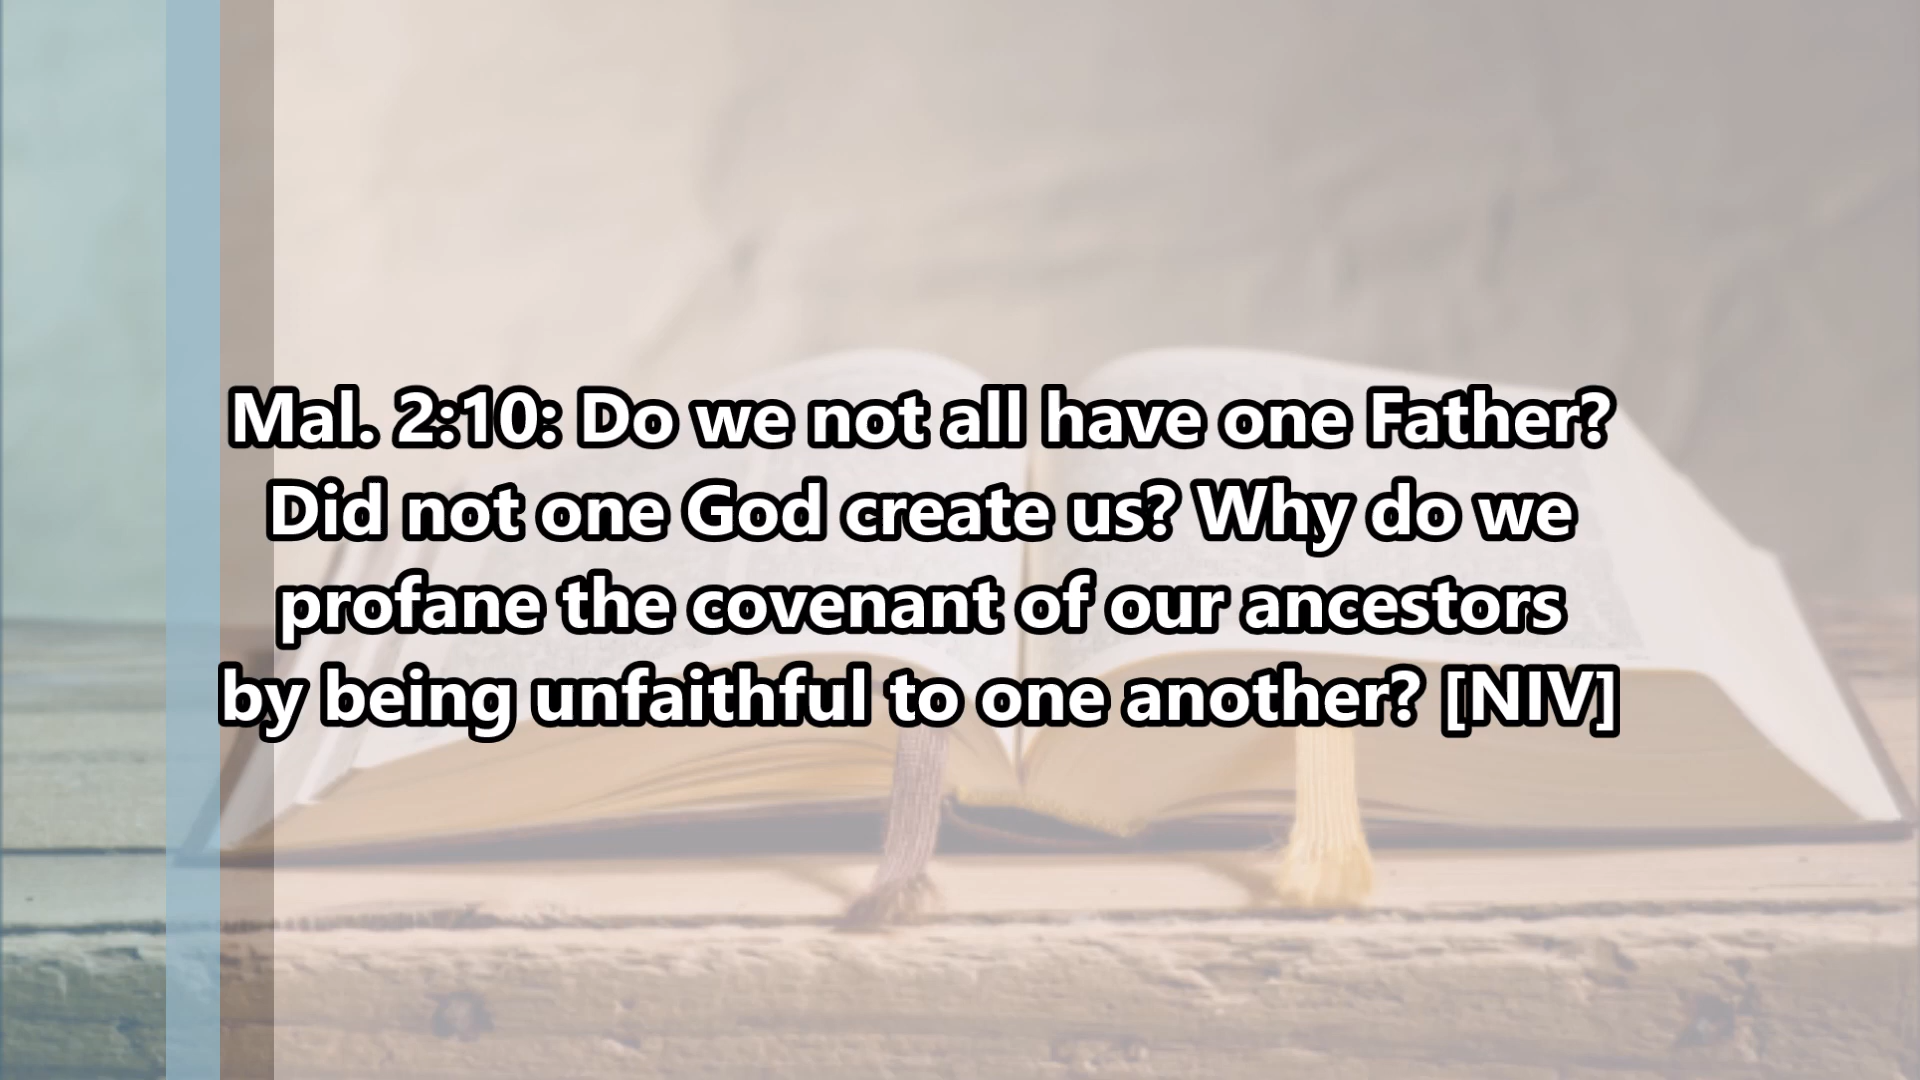 Mal. 2:10: Do we not all have one Father?
Did not one God create us? Why do we
profane the covenant of our ancestors
by being unfaithful to one another? [NIV]